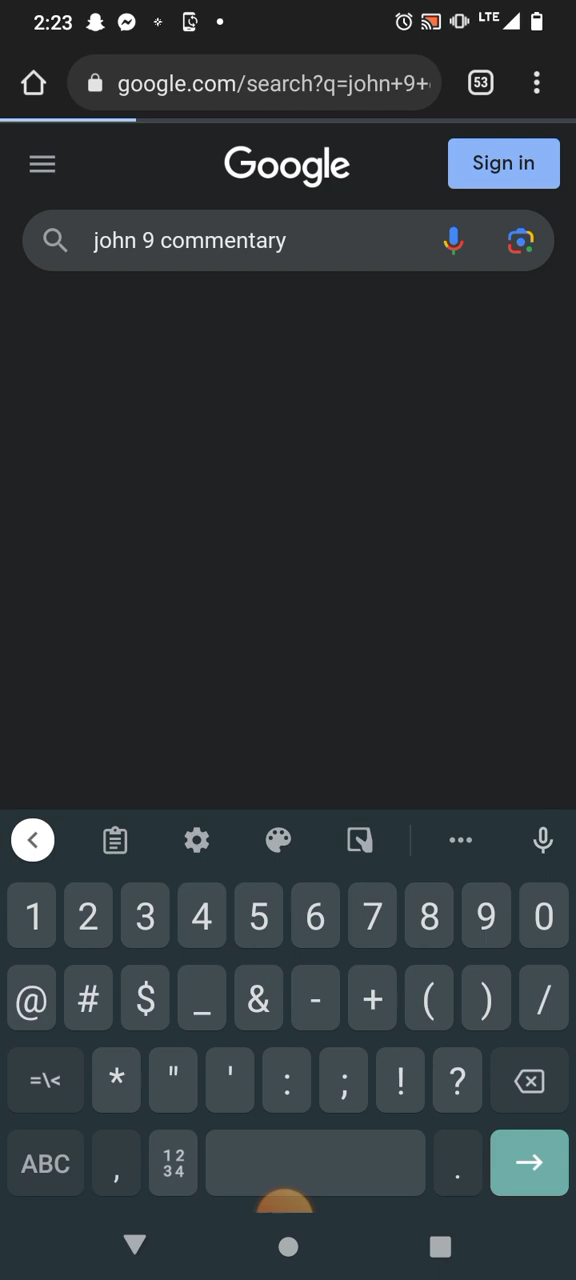 2:23 LTE
google.com/search?q=john+9+ 53
Google Sign in
john 9 commentary
1 2 3 4 5 6 7 8 9 0
@ # $ _ & - + ( ) /
=\< * " ' : ; ! ?
ABC , 12 .
34